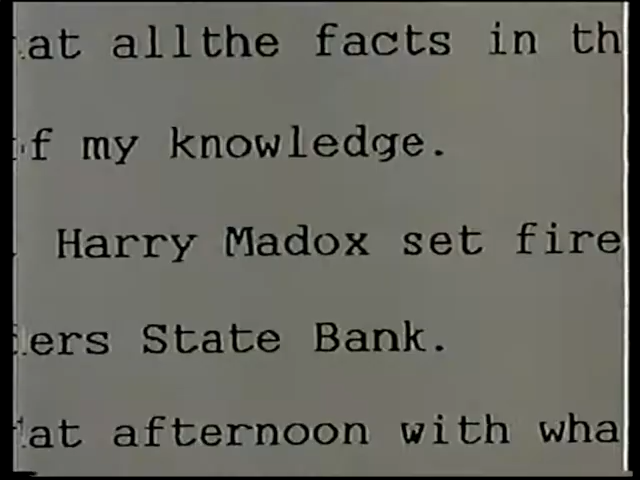 at allthe facts in th
f my knowledge.
Harry Madox set fire
ers State Bank.
at afternoon with wha